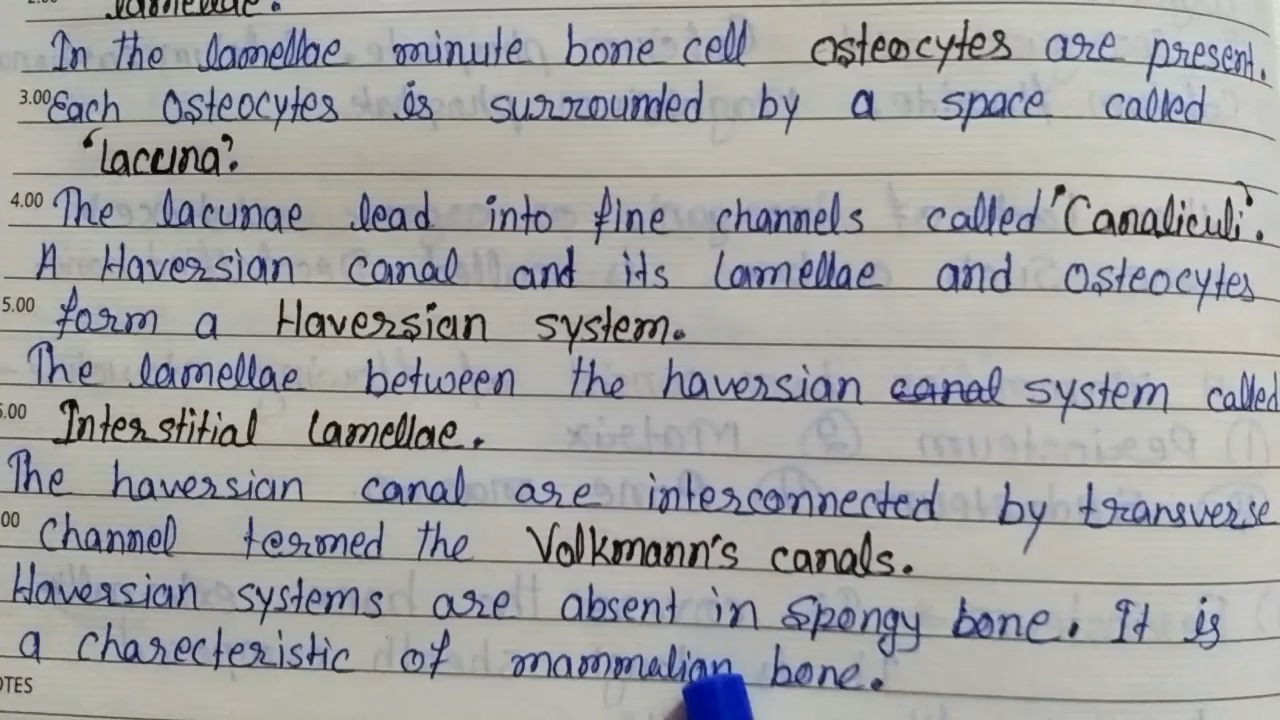 lamellae.
In the lamellae minute bone cell osteocytes are present.
3.00 Each Osteocytes is surrounded by a space called
"lacuna".
4.00 The lacunae lead into fine channels called "Canaliculi".
A Haversian canal and its lamellae and osteocytes
5.00 form a Haversian system.
The lamellae between the haversian canal system called
6.00 Interstitial lamellae.
The haversian canal are interconnected by transverse
00 Channel termed the Volkmann's canals.
Haversian systems are absent in Spongy bone. It is
a charecteristic of mammalian bone.
OTES